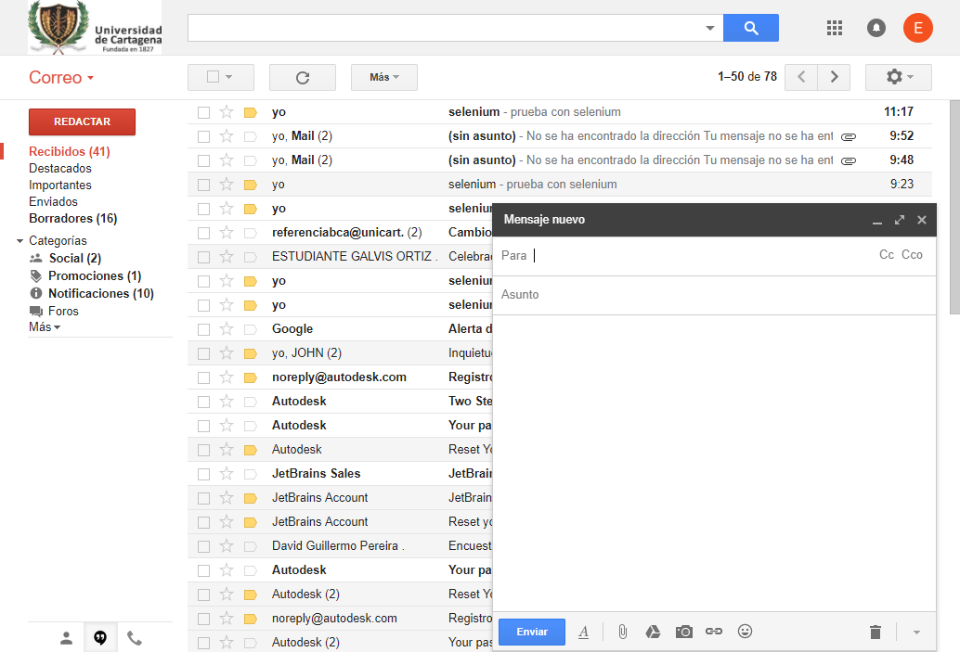 Universidad
de Cartagena
Fundada en 1827
E
Correo
Más
1–50 de 78
REDACTAR
Recibidos (41)
Destacados
Importantes
Enviados
Borradores (16)
Categorías
Social (2)
Promociones (1)
Notificaciones (10)
Foros
Más
yo selenium - prueba con selenium 11:17
yo, Mail (2) (sin asunto) - No se ha encontrado la dirección Tu mensaje no se ha ent 9:52
yo, Mail (2) (sin asunto) - No se ha encontrado la dirección Tu mensaje no se ha ent 9:48
yo selenium - prueba con selenium 9:23
yo seleniu
referenciabca@unicart. (2) Cambio
ESTUDIANTE GALVIS ORTIZ . Celebra
yo seleniu
yo seleniu
Google Alerta d
yo, JOHN (2) Inquietu
noreply@autodesk.com Registro
Autodesk Two Ste
Autodesk Your pa
Autodesk Reset Yo
JetBrains Sales JetBrain
JetBrains Account JetBrain
JetBrains Account Reset yo
David Guillermo Pereira . Encuest
Autodesk Your pa
Autodesk (2) Reset Yo
noreply@autodesk.com Registro
Autodesk (2) Your pas
Mensaje nuevo
Para Cc Cco
Asunto
Enviar A